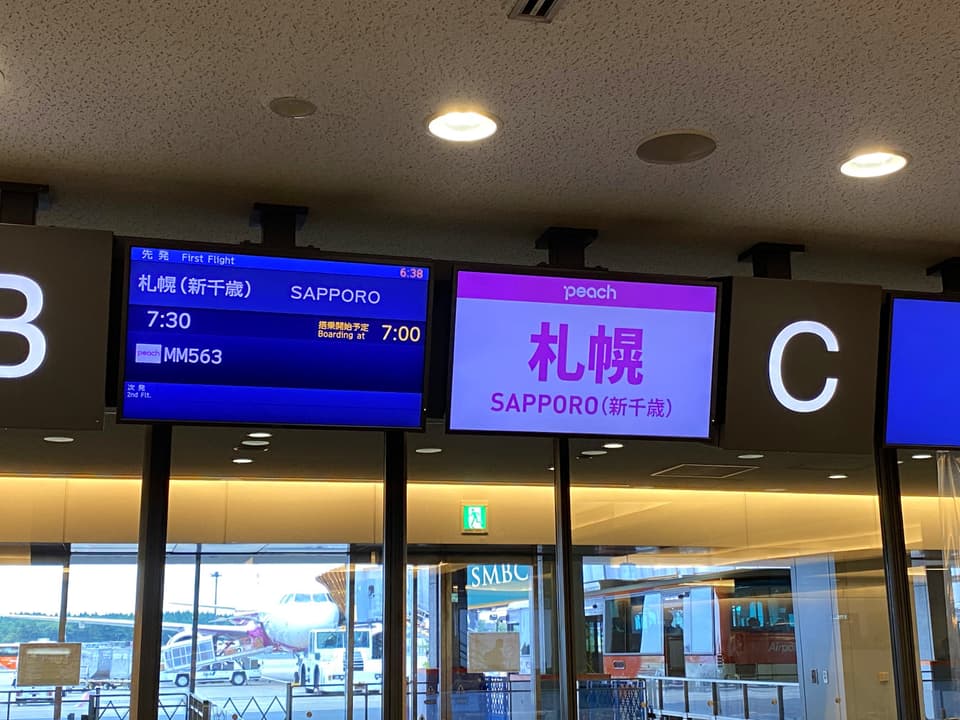 B
先発 First Flight
6:38
札幌(新千歳) SAPPORO
7:30
搭乗開始予定
Boarding at
7:00
peach MM563
次発
2nd Flt.
peach
札幌
SAPPORO(新千歳)
C
SMBC
Airpo